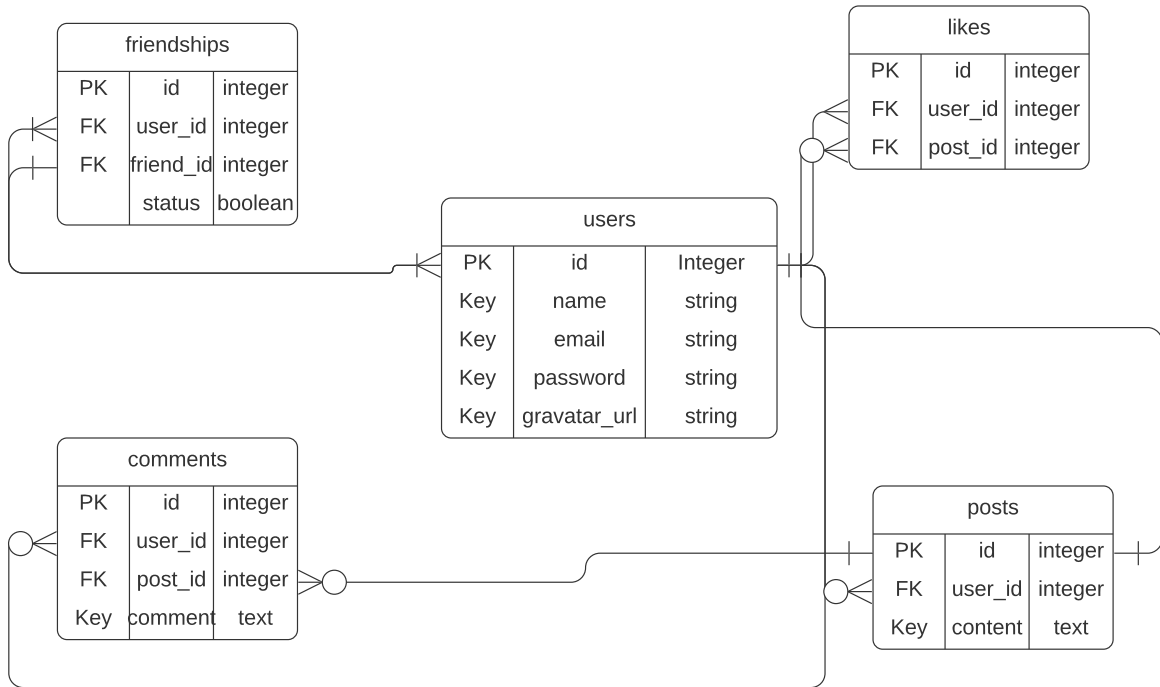 friendships
PK id integer
FK user_id integer
FK friend_id integer
status boolean
likes
PK id integer
FK user_id integer
FK post_id integer
users
PK id Integer
Key name string
Key email string
Key password string
Key gravatar_url string
comments
PK id integer
FK user_id integer
FK post_id integer
Key comment text
posts
PK id integer
FK user_id integer
Key content text